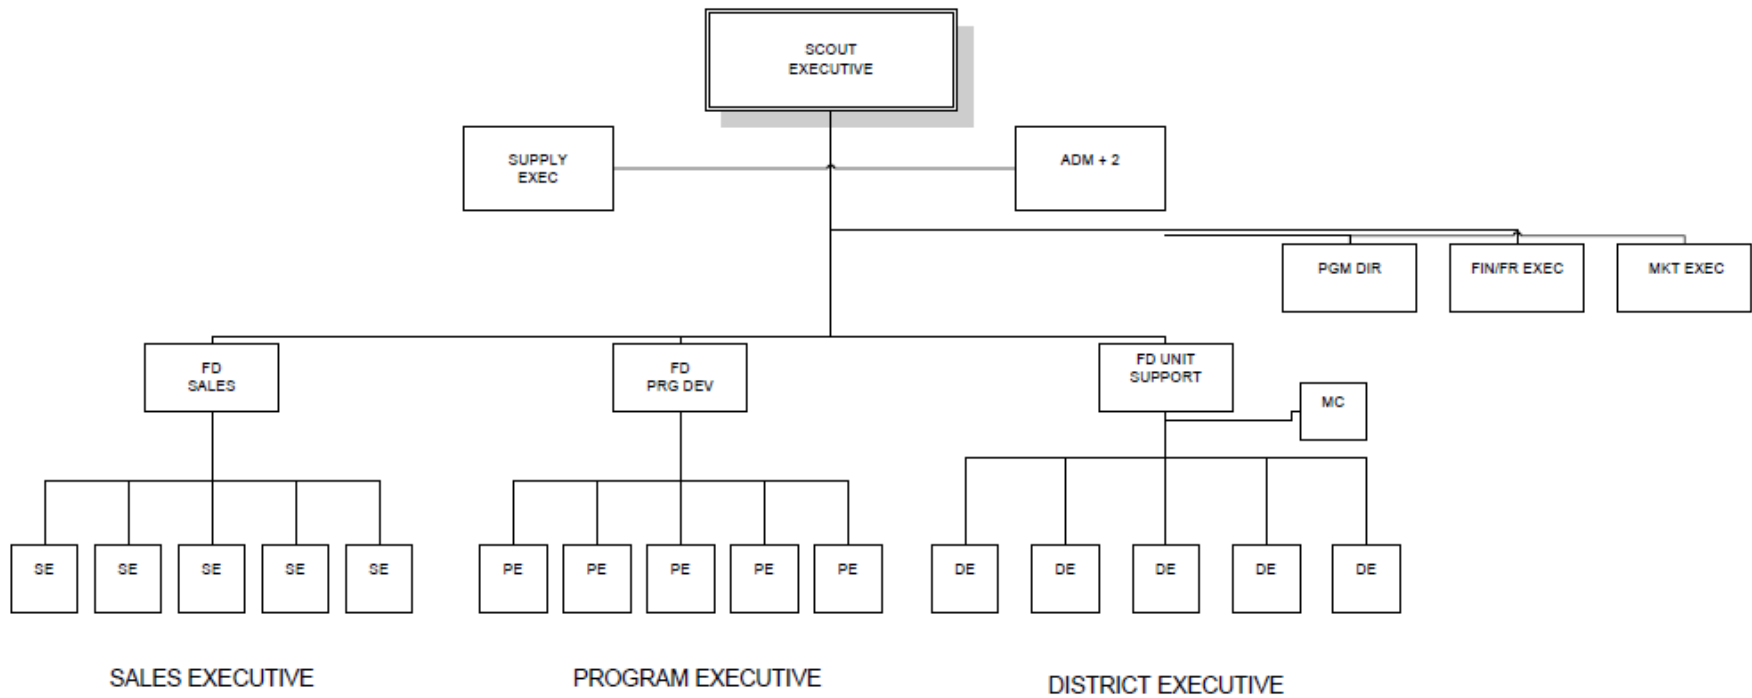 SCOUT
EXECUTIVE
SUPPLY
EXEC
ADM + 2
PGM DIR
FIN/FR EXEC
MKT EXEC
FD
SALES
FD
PRG DEV
FD UNIT
SUPPORT
MC
SE
SE
SE
SE
SE
PE
PE
PE
PE
PE
DE
DE
DE
DE
DE
SALES EXECUTIVE
PROGRAM EXECUTIVE
DISTRICT EXECUTIVE